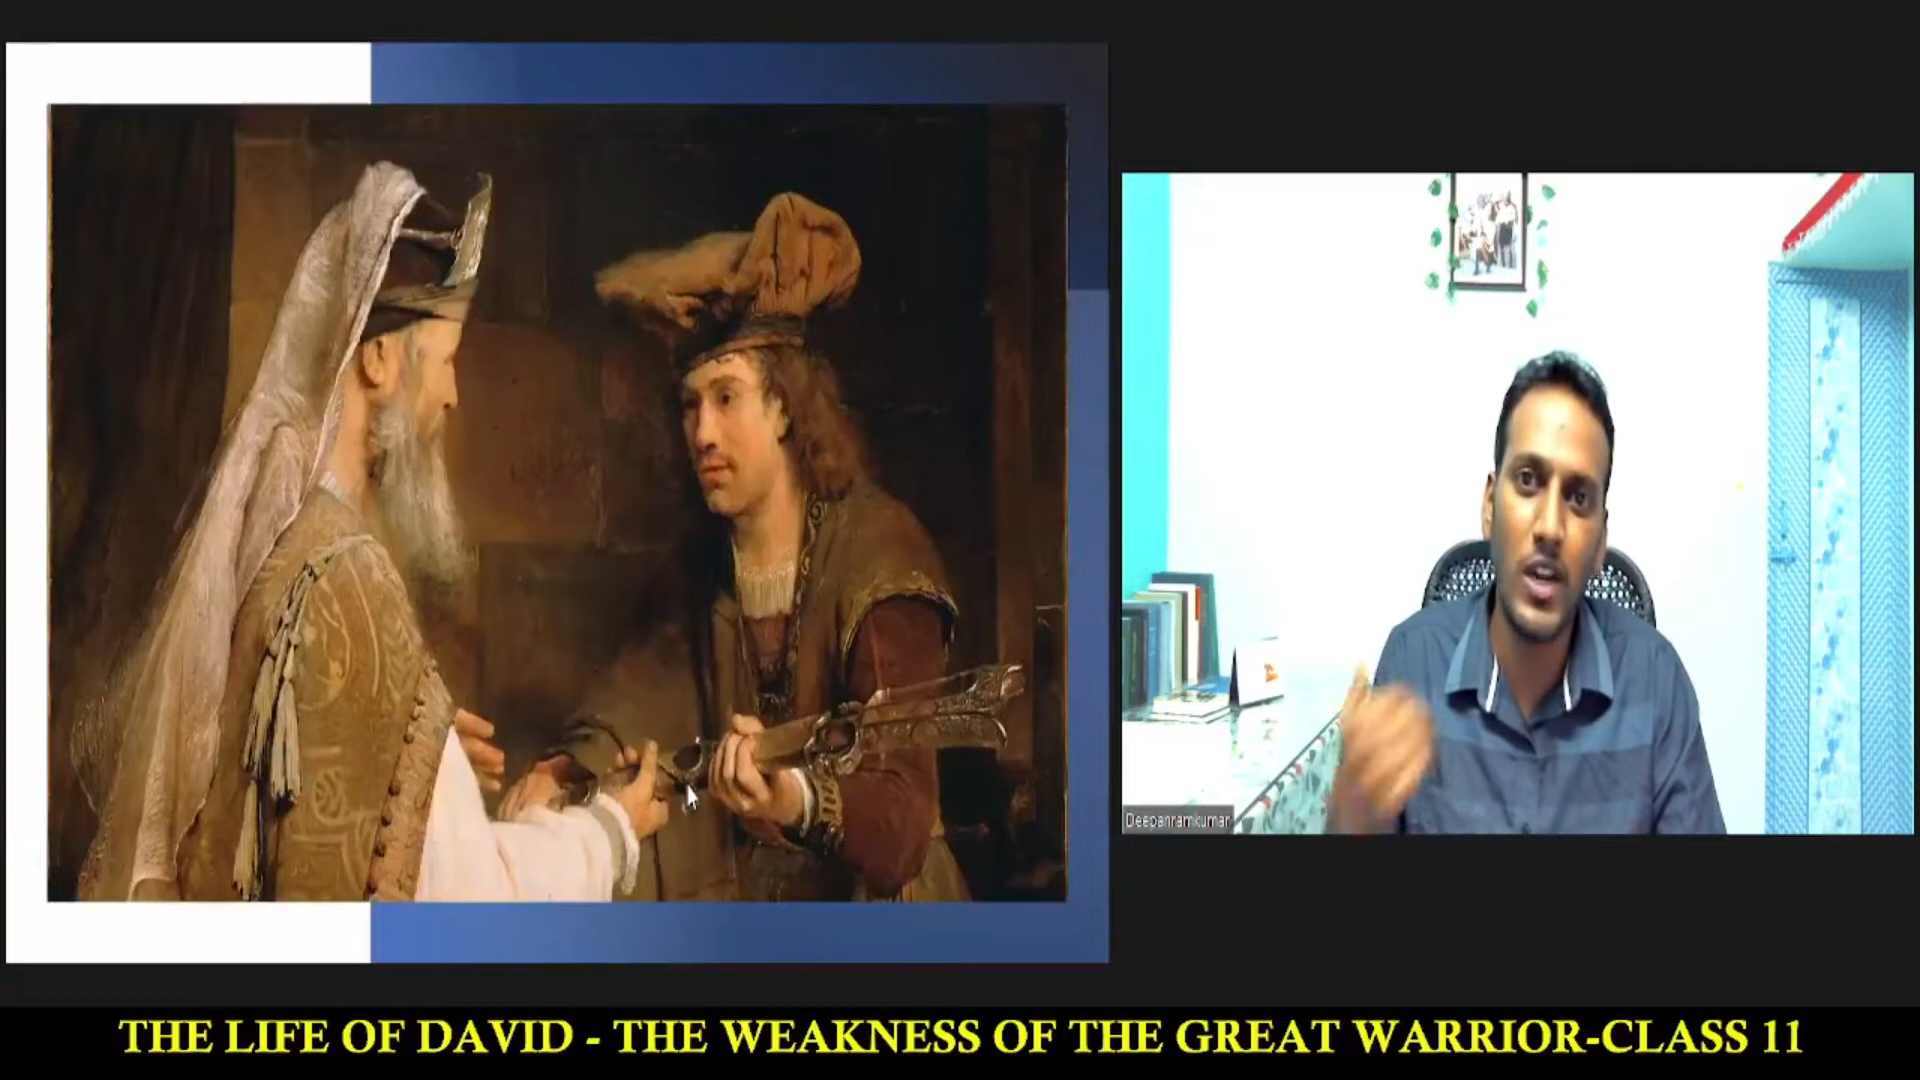 Deepanramkumar
THE LIFE OF DAVID - THE WEAKNESS OF THE GREAT WARRIOR-CLASS 11